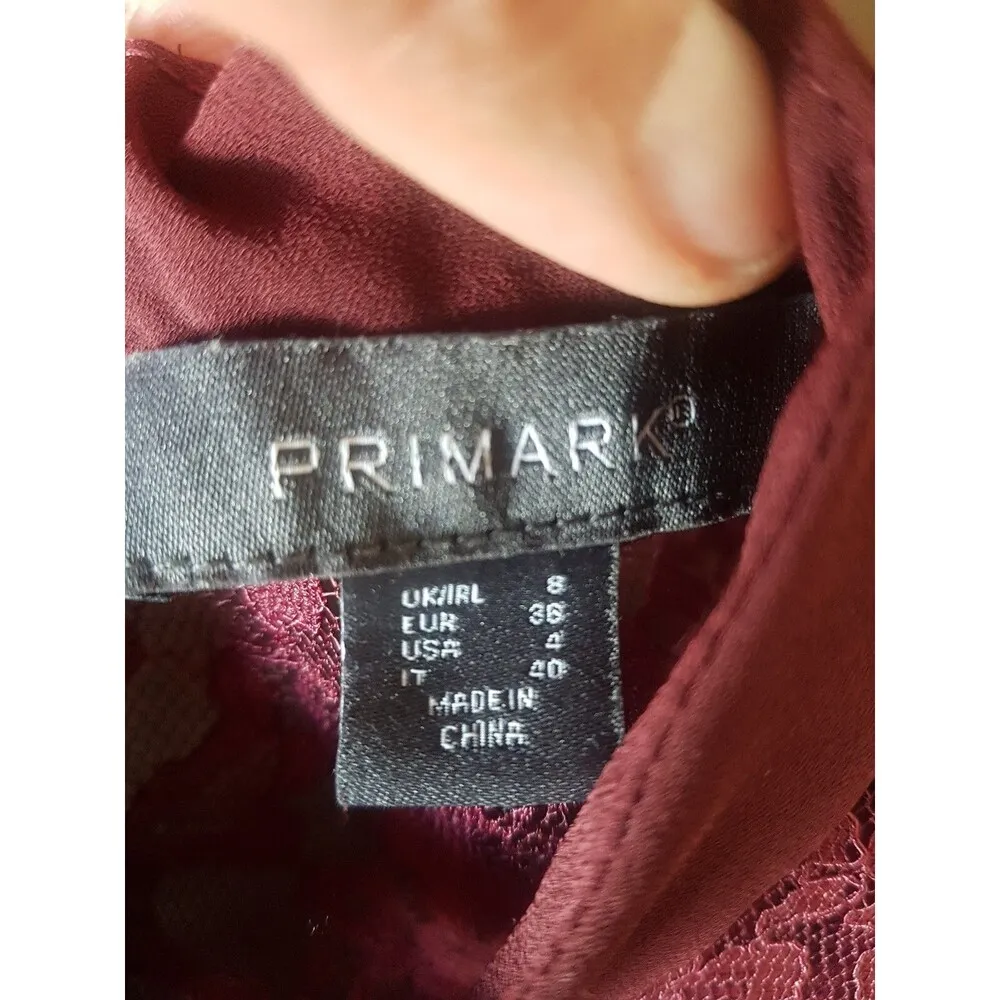 PRIMARK®
UK/IRL 8
EUR 36
USA 4
IT 40
MADE IN
CHINA